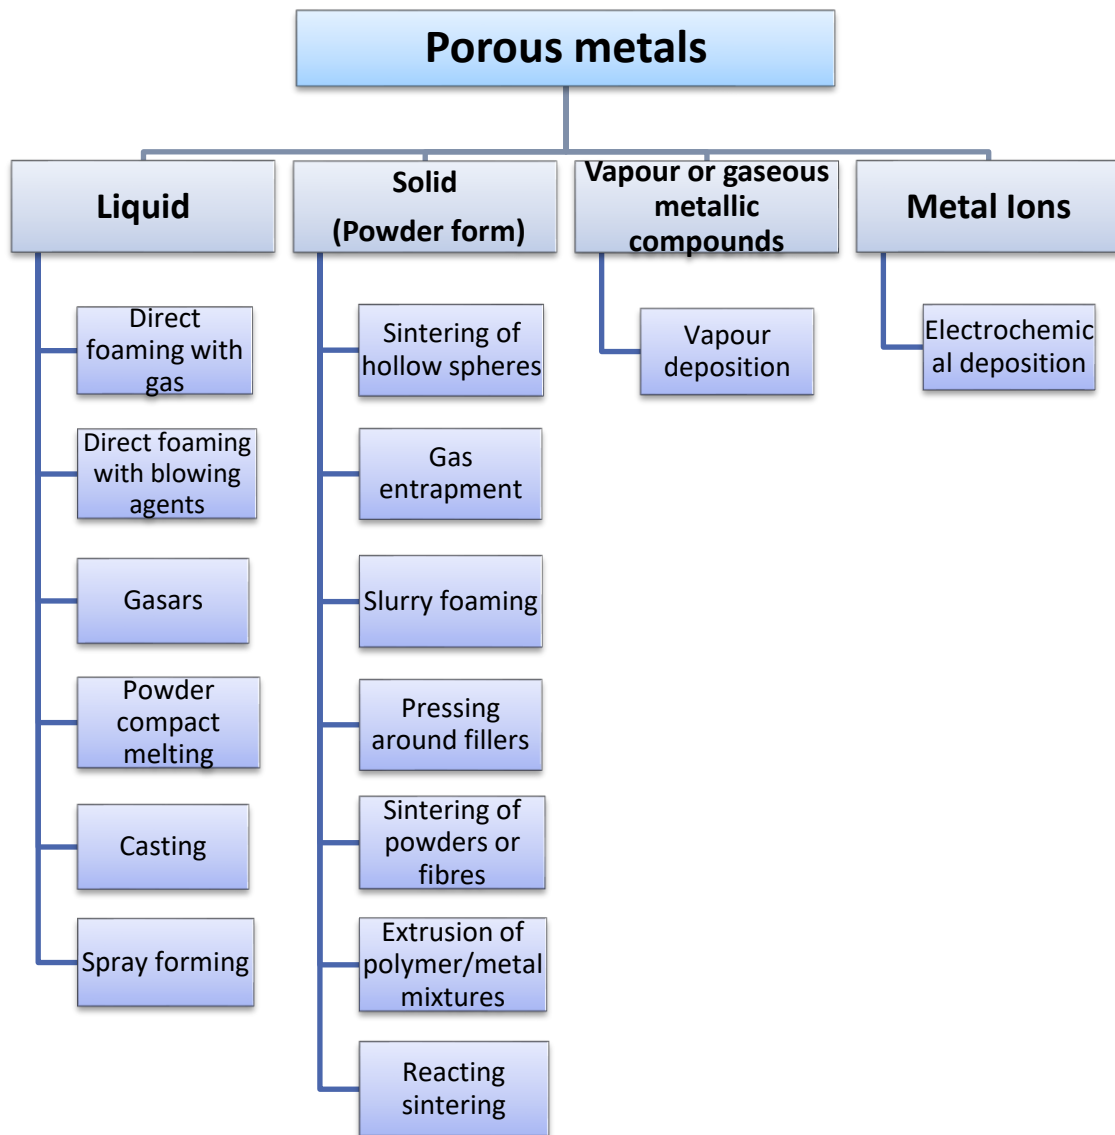 Porous metals
Liquid
Solid
(Powder form)
Vapour or gaseous
metallic
compounds
Metal Ions
Direct
foaming with
gas
Direct foaming
with blowing
agents
Gasars
Powder
compact
melting
Casting
Spray forming
Sintering of
hollow spheres
Gas
entrapment
Slurry foaming
Pressing
around fillers
Sintering of
powders or
fibres
Extrusion of
polymer/metal
mixtures
Reacting
sintering
Vapour
deposition
Electrochemic
al deposition